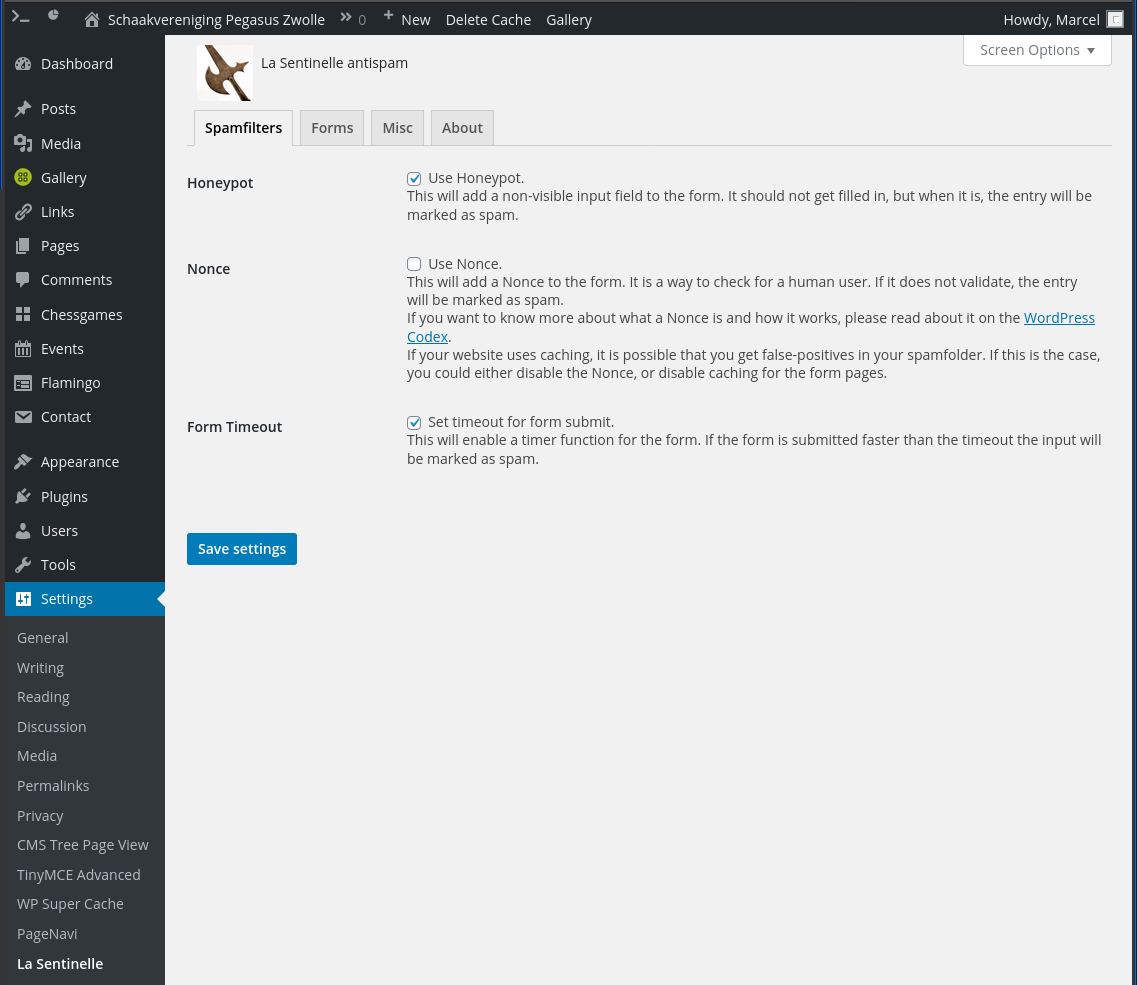 Schaakvereniging Pegasus Zwolle 0 New Delete Cache Gallery Howdy, Marcel
Dashboard
Posts
Media
Gallery
Links
Pages
Comments
Chessgames
Events
Flamingo
Contact
Appearance
Plugins
Users
Tools
Settings
General
Writing
Reading
Discussion
Media
Permalinks
Privacy
CMS Tree Page View
TinyMCE Advanced
WP Super Cache
PageNavi
La Sentinelle
Screen Options
La Sentinelle antispam
Spamfilters Forms Misc About
Honeypot
Use Honeypot.
This will add a non-visible input field to the form. It should not get filled in, but when it is, the entry will be
marked as spam.
Nonce
Use Nonce.
This will add a Nonce to the form. It is a way to check for a human user. If it does not validate, the entry
will be marked as spam.
If you want to know more about what a Nonce is and how it works, please read about it on the WordPress
Codex.
If your website uses caching, it is possible that you get false-positives in your spamfolder. If this is the case,
you could either disable the Nonce, or disable caching for the form pages.
Form Timeout
Set timeout for form submit.
This will enable a timer function for the form. If the form is submitted faster than the timeout the input will
be marked as spam.
Save settings